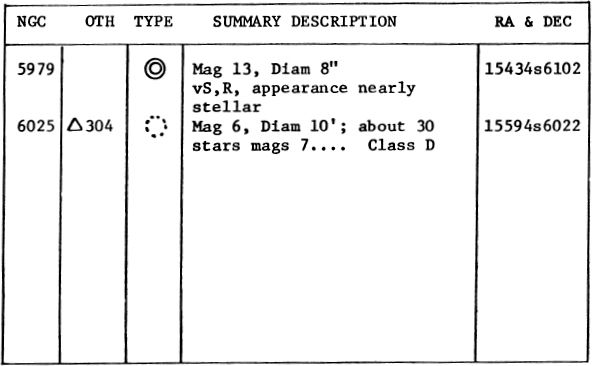 NGC OTH TYPE SUMMARY DESCRIPTION RA & DEC
5979 ◎ Mag 13, Diam 8" 15434s6102
vS,R, appearance nearly
stellar
6025 △304 Mag 6, Diam 10'; about 30 15594s6022
stars mags 7.... Class D